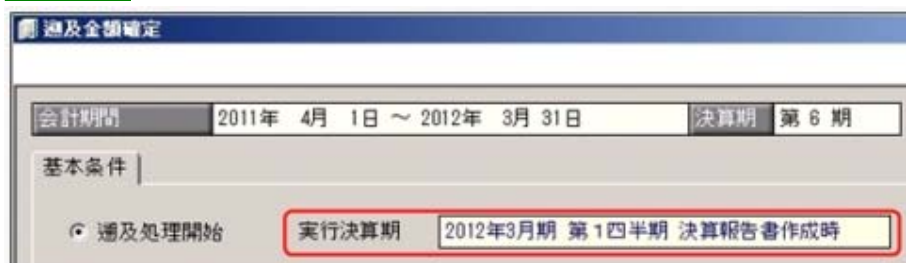 遡及金額確定
会計期間 2011年 4月 1日 ～ 2012年 3月 31日 決算期 第 6 期
基本条件
遡及処理開始 実行決算期 2012年3月期 第1四半期 決算報告書作成時